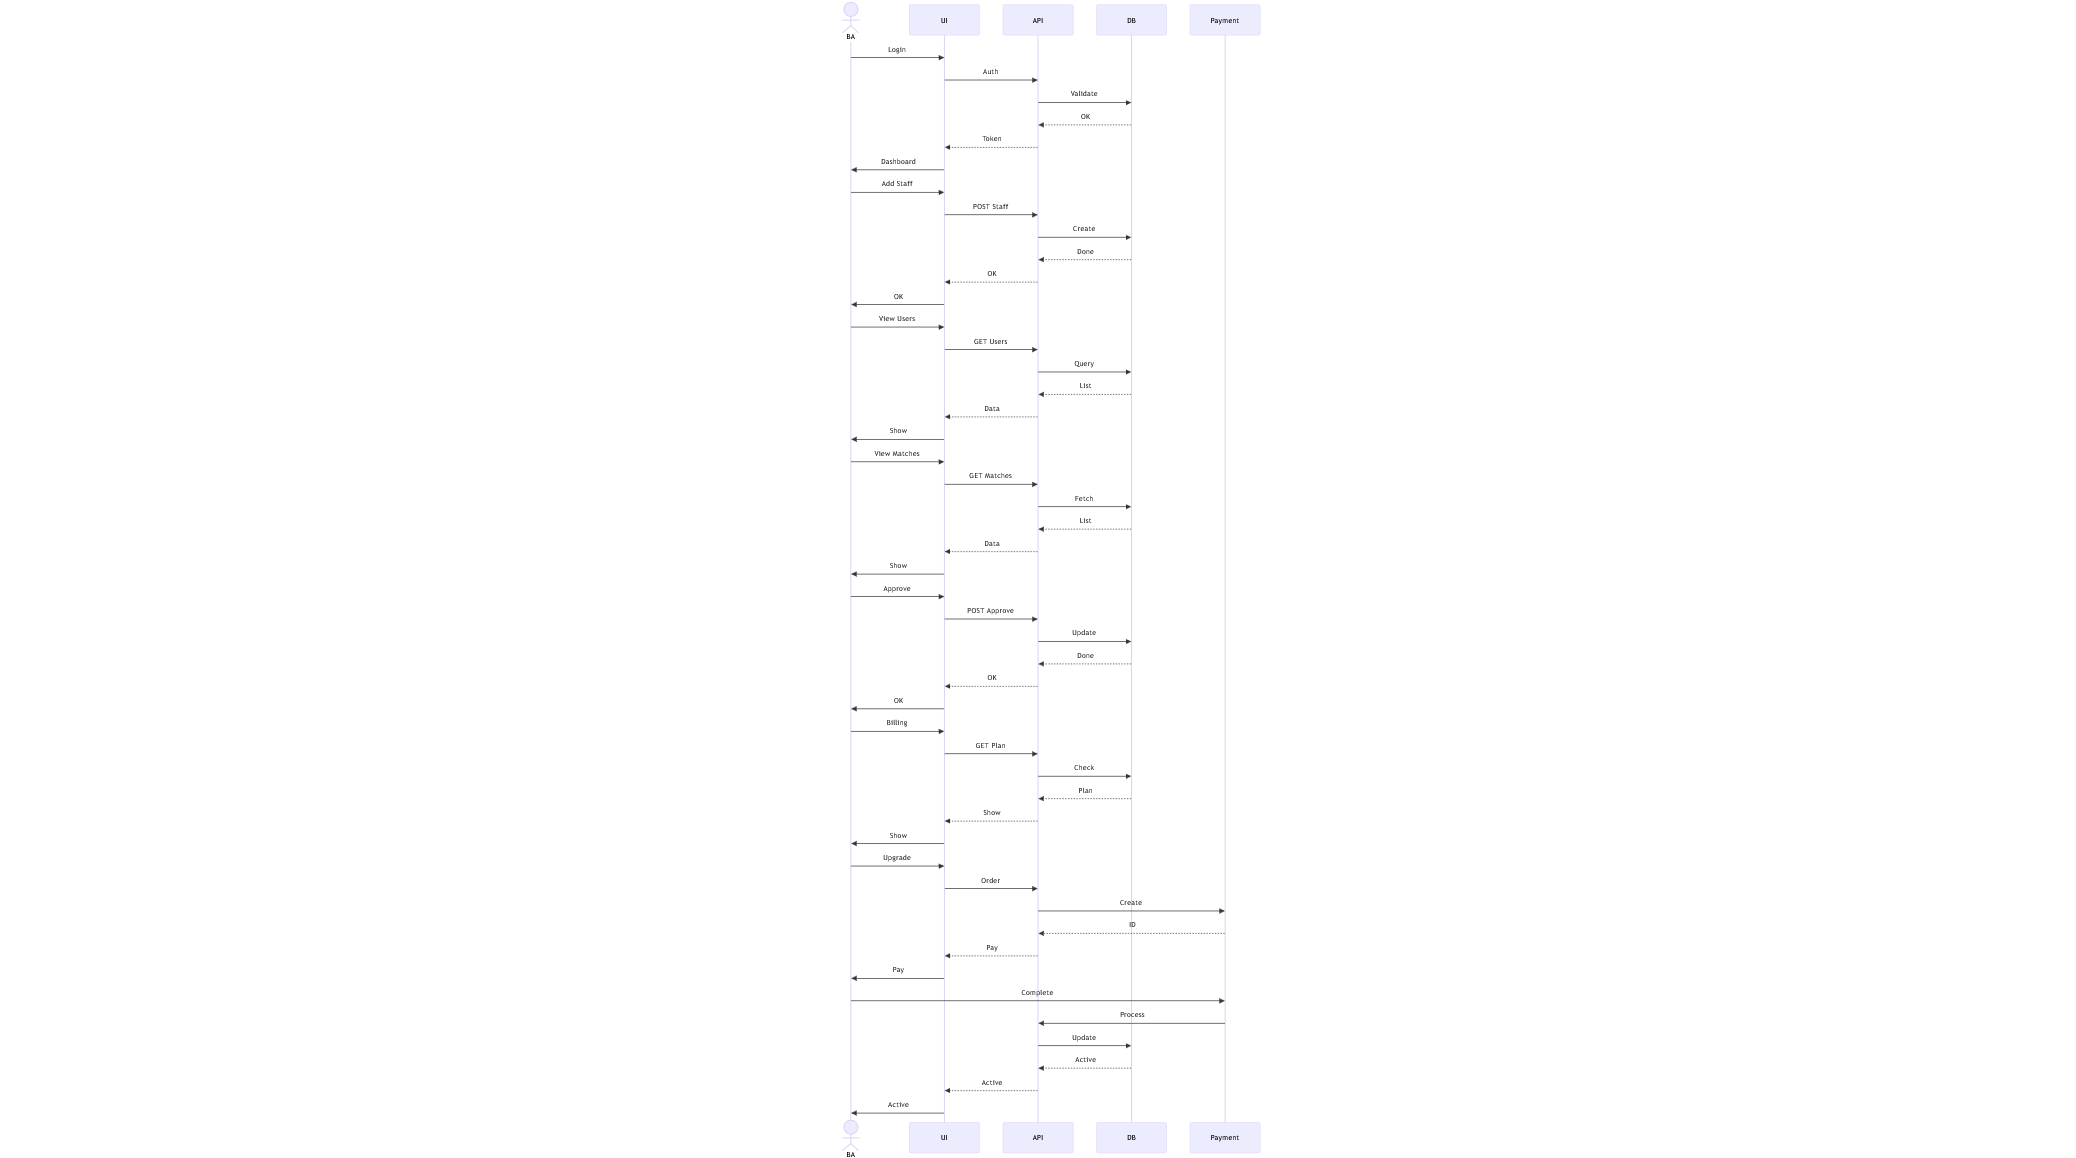 UI API DB Payment
BA
Login
Auth
Validate
OK
Token
Dashboard
Add Staff
POST Staff
Create
Done
OK
OK
View Users
GET Users
Query
List
Data
Show
View Matches
GET Matches
Fetch
List
Data
Show
Approve
POST Approve
Update
Done
OK
OK
Billing
GET Plan
Check
Plan
Show
Show
Upgrade
Order
Create
ID
Pay
Pay
Complete
Process
Update
Active
Active
Active
UI API DB Payment
BA